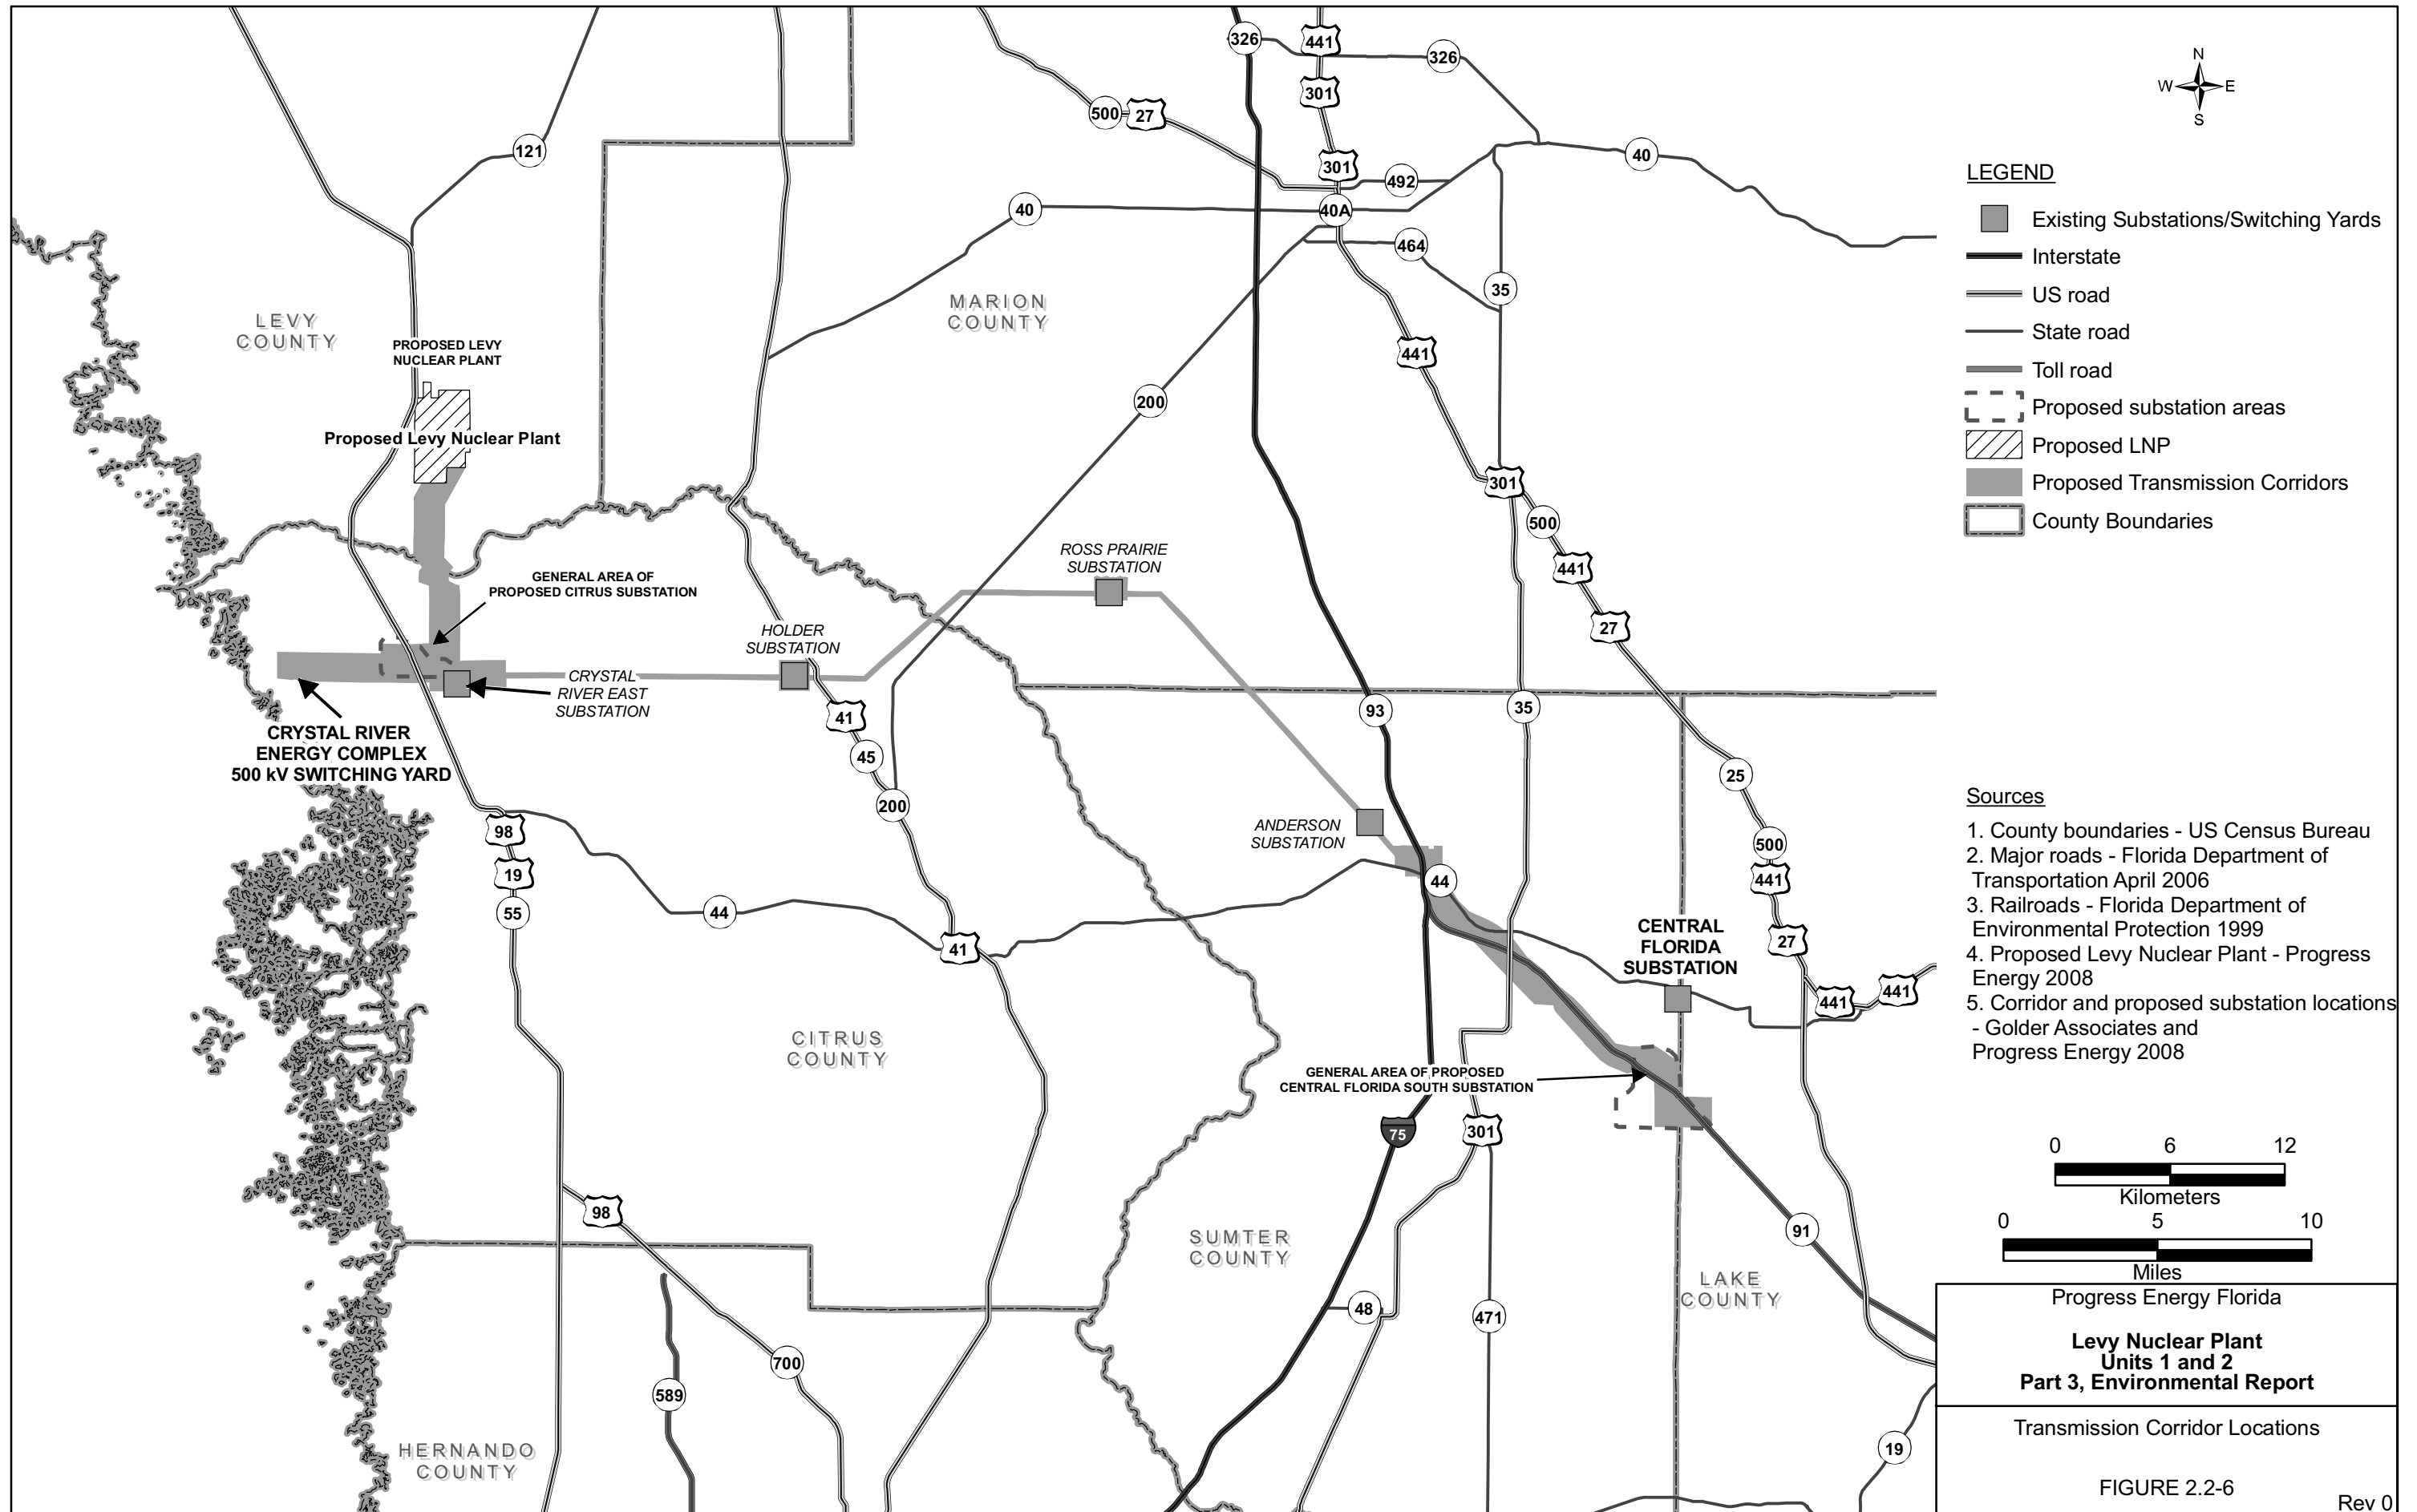 326
441
326
301
500
27
121
301
492
40
40
40A
464
35
441
200
301
500
441
27
LEVY
COUNTY
MARION
COUNTY
PROPOSED LEVY
NUCLEAR PLANT
Proposed Levy Nuclear Plant
ROSS PRAIRIE
SUBSTATION
GENERAL AREA OF
PROPOSED CITRUS SUBSTATION
HOLDER
SUBSTATION
CRYSTAL
RIVER EAST
SUBSTATION
CRYSTAL RIVER
ENERGY COMPLEX
500 kV SWITCHING YARD
41
45
200
93
35
25
500
441
27
441
441
98
19
55
44
41
ANDERSON
SUBSTATION
44
CENTRAL
FLORIDA
SUBSTATION
CITRUS
COUNTY
GENERAL AREA OF PROPOSED
CENTRAL FLORIDA SOUTH SUBSTATION
75
301
98
SUMTER
COUNTY
91
LAKE
COUNTY
48
471
700
589
HERNANDO
COUNTY
19
N
W
E
S
LEGEND
Existing Substations/Switching Yards
Interstate
US road
State road
Toll road
Proposed substation areas
Proposed LNP
Proposed Transmission Corridors
County Boundaries
Sources
1. County boundaries - US Census Bureau
2. Major roads - Florida Department of
Transportation April 2006
3. Railroads - Florida Department of
Environmental Protection 1999
4. Proposed Levy Nuclear Plant - Progress
Energy 2008
5. Corridor and proposed substation locations
- Golder Associates and
Progress Energy 2008
0 6 12
Kilometers
0 5 10
Miles
Progress Energy Florida
Levy Nuclear Plant
Units 1 and 2
Part 3, Environmental Report
Transmission Corridor Locations
FIGURE 2.2-6
Rev 0